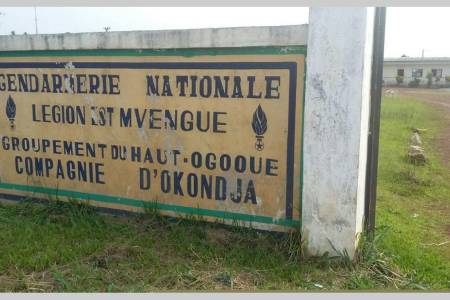 GENDARMERIE NATIONALE
LEGION EST MVENGUE
GROUPEMENT DU HAUT-OGOOUE
COMPAGNIE D'OKONDJA